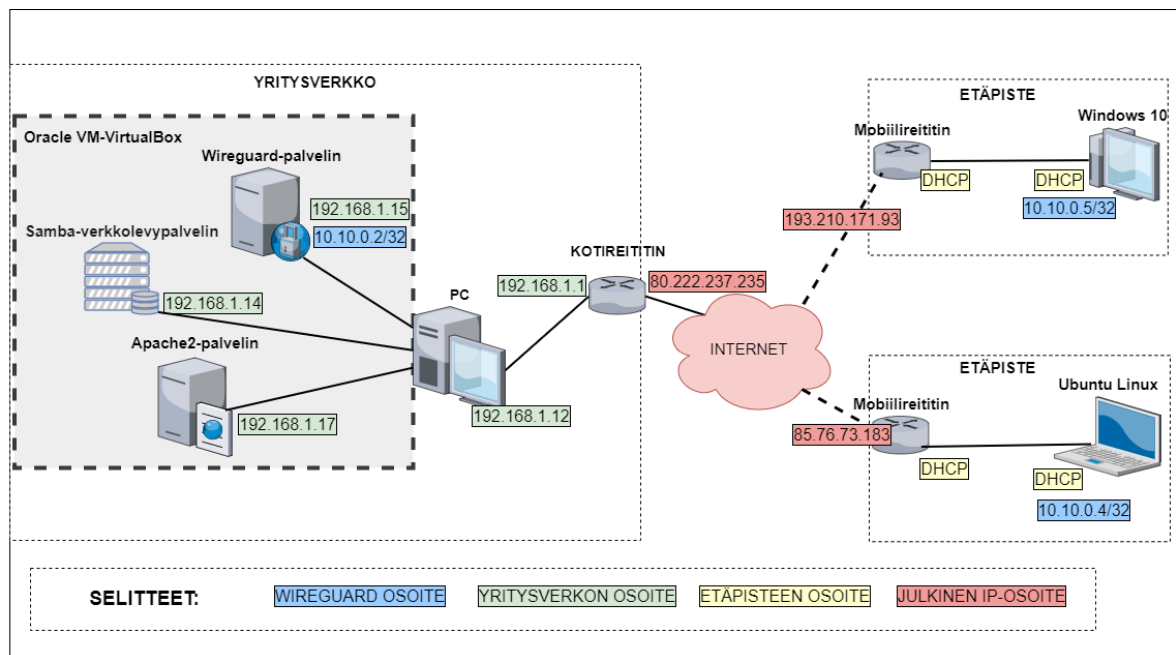 YRITYSVERKKO
Oracle VM-VirtualBox
Wireguard-palvelin
192.168.1.15
10.10.0.2/32
Samba-verkkolevypalvelin
192.168.1.14
Apache2-palvelin
192.168.1.17
PC
192.168.1.12
KOTIREITITIN
192.168.1.1
80.222.237.235
INTERNET
ETÄPISTE
Windows 10
Mobiilireititin
DHCP
DHCP
10.10.0.5/32
193.210.171.93
ETÄPISTE
Ubuntu Linux
Mobiilireititin
85.76.73.183
DHCP
DHCP
10.10.0.4/32
SELITTEET:
WIREGUARD OSOITE
YRITYSVERKON OSOITE
ETÄPISTEEN OSOITE
JULKINEN IP-OSOITE